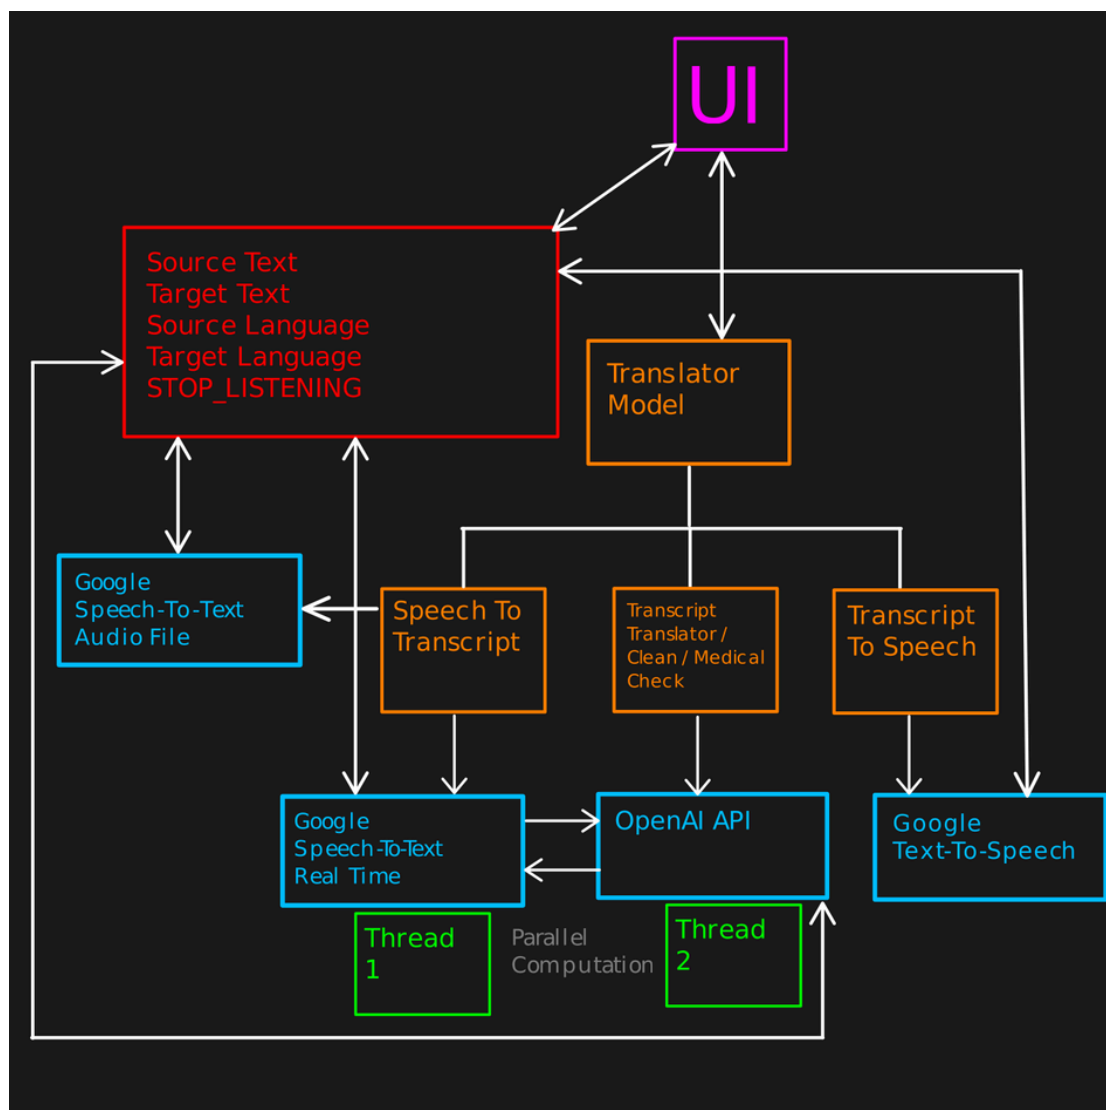 UI
Source Text
Target Text
Source Language
Target Language
STOP_LISTENING
Translator
Model
Google
Speech-To-Text
Audio File
Speech To
Transcript
Transcript
Translator /
Clean / Medical
Check
Transcript
To Speech
Google
Speech-To-Text
Real Time
OpenAI API
Google
Text-To-Speech
Thread
1
Parallel
Computation
Thread
2